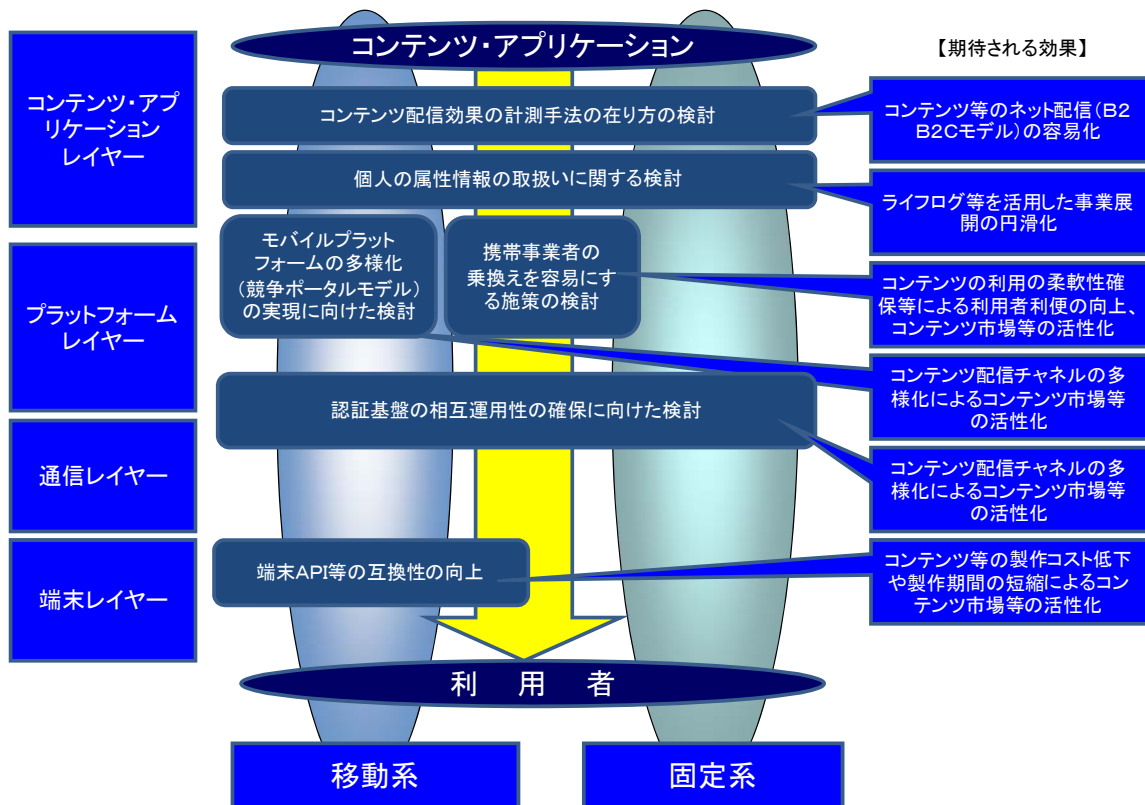 コンテンツ・アプリケーション
【期待される効果】
コンテンツ・アプ
リケーション
レイヤー
コンテンツ配信効果の計測手法の在り方の検討
コンテンツ等のネット配信(B2
B2Cモデル)の容易化
個人の属性情報の取扱いに関する検討
ライフログ等を活用した事業展
開の円滑化
プラットフォーム
レイヤー
モバイルプラット
フォームの多様化
(競争ポータルモデル)
の実現に向けた検討
携帯事業者の
乗換えを容易にす
る施策の検討
コンテンツの利用の柔軟性確
保等による利用者利便の向上、
コンテンツ市場等の活性化
コンテンツ配信チャネルの多
様化によるコンテンツ市場等
の活性化
認証基盤の相互運用性の確保に向けた検討
通信レイヤー
コンテンツ配信チャネルの多
様化によるコンテンツ市場等
の活性化
端末レイヤー
端末API等の互換性の向上
コンテンツ等の製作コスト低下
や製作期間の短縮によるコン
テンツ市場等の活性化
利 用 者
移動系
固定系